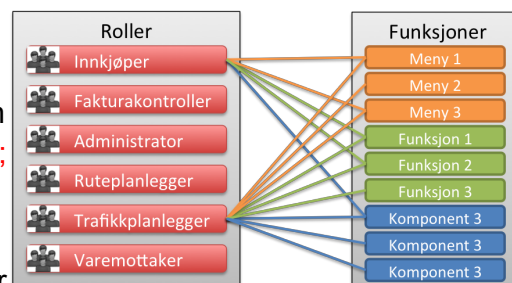 Roller
Innkjøper
Fakturakontroller
Administrator
Ruteplanlegger
Trafikkplanlegger
Varemottaker
Funksjoner
Meny 1
Meny 2
Meny 3
Funksjon 1
Funksjon 2
Funksjon 3
Komponent 3
Komponent 3
Komponent 3